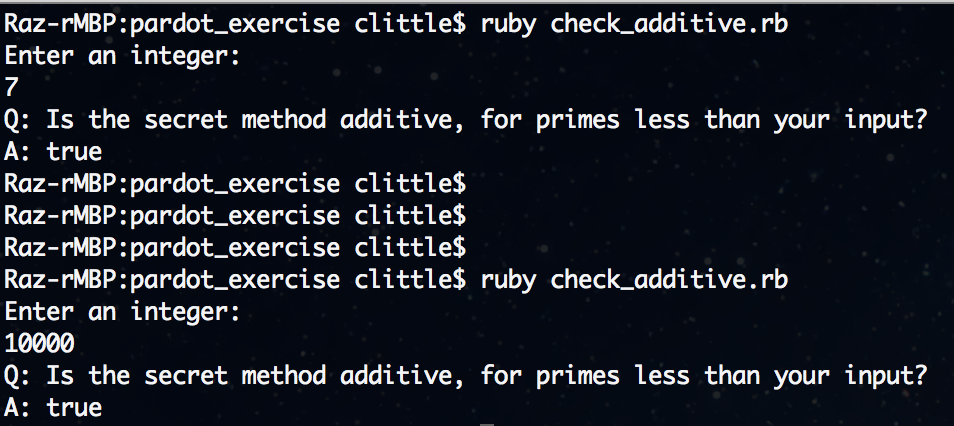 Raz-rMBP:pardot_exercise clittle$ ruby check_additive.rb
Enter an integer:
7
Q: Is the secret method additive, for primes less than your input?
A: true
Raz-rMBP:pardot_exercise clittle$
Raz-rMBP:pardot_exercise clittle$
Raz-rMBP:pardot_exercise clittle$
Raz-rMBP:pardot_exercise clittle$ ruby check_additive.rb
Enter an integer:
10000
Q: Is the secret method additive, for primes less than your input?
A: true